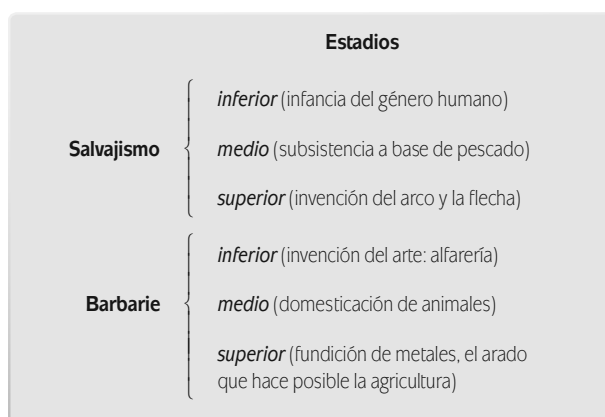 Estadios
Salvajismo
inferior (infancia del género humano)
medio (subsistencia a base de pescado)
superior (invención del arco y la flecha)
Barbarie
inferior (invención del arte: alfarería)
medio (domesticación de animales)
superior (fundición de metales, el arado
que hace posible la agricultura)